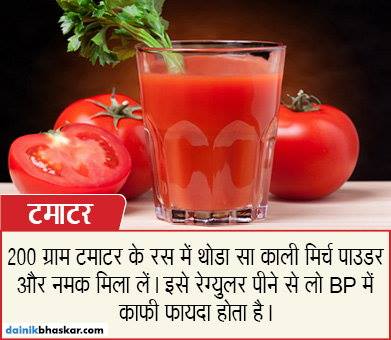 टमाटर
200 ग्राम टमाटर के रस में थोडा सा काली मिर्च पाउडर
और नमक मिला लें। इसे रेग्युलर पीने से लो BP में
काफी फायदा होता है।
dainikbhaskar.com